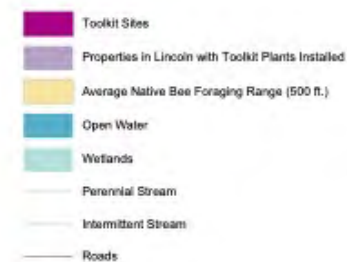 Toolkit Sites
Properties in Lincoln with Toolkit Plants Installed
Average Native Bee Foraging Range (500 ft.)
Open Water
Wetlands
Perennial Stream
Intermittent Stream
Roads